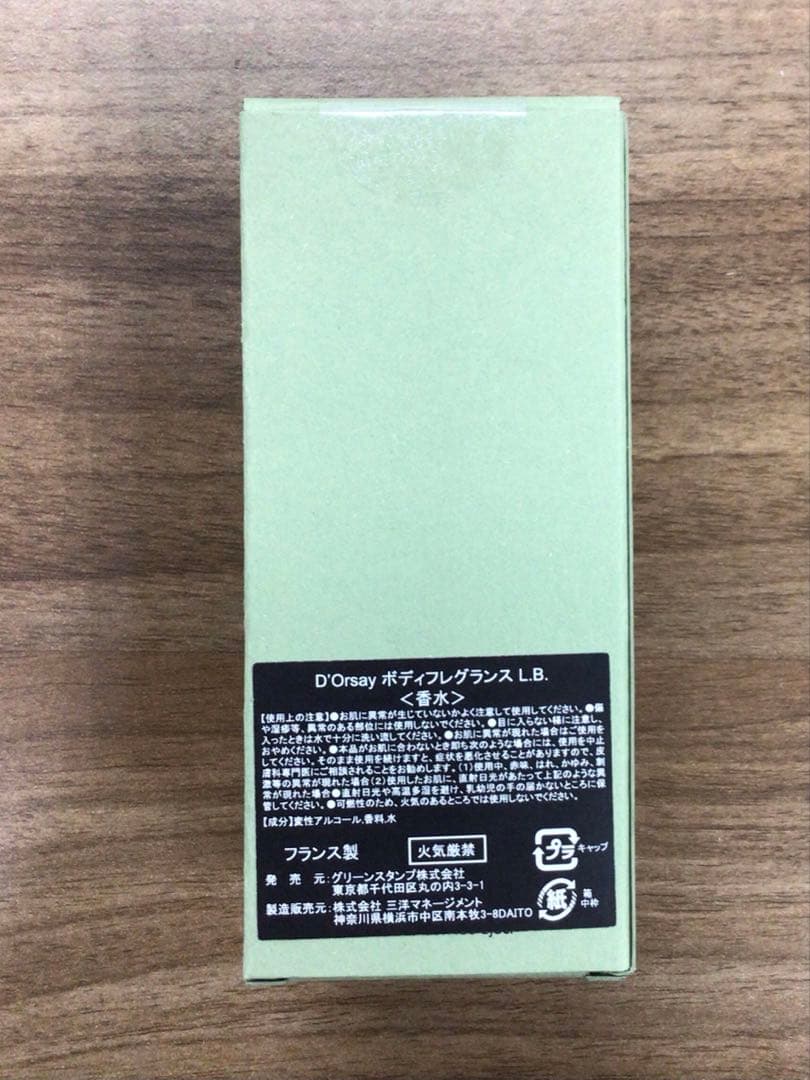 D'Orsay ボディフレグランス L.B.
＜香水＞
【使用上の注意】●お肌に異常が生じていないかよく注意して使用してください。●傷
や湿疹等、異常のある部位には使用しないでください。●目に入らない様に注意し、
入ったときは水で十分に洗い流してください。●お肌に異常が現れた場合はご使用を
おやめください。●本品がお肌に合わないとき即ち次のような場合には、使用を中止
してください。そのまま使用を続けますと、症状を悪化させることがありますので、皮
膚科専門医にご相談されることをお勧めします。(1)使用中、赤味、はれ、かゆみ、刺
激等の異常が現れた場合(2)使用したお肌に、直射日光があたって上記のような異
常が現れた場合●直射日光や高温多湿を避け、乳幼児の手の届かないところに保
管してください。●可燃性のため、火気のあるところでは使用しないでください。
【成分】変性アルコール,香料,水
フランス製 火気厳禁 プラ キャップ
発売元:グリーンスタンプ株式会社
東京都千代田区丸の内3-3-1
紙 箱 中枠
製造販売元:株式会社 三洋マネージメント
神奈川県横浜市中区南本牧3-8DAITO